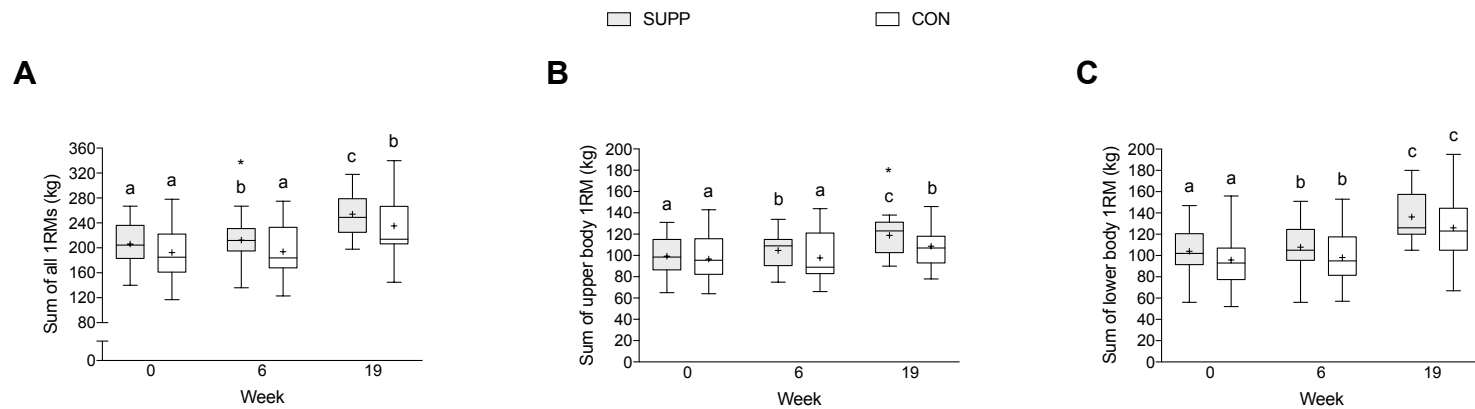 SUPP
CON
A
Sum of all 1RMs (kg)
360
320
280
240
200
160
120
80
0
a
a
*
b
a
c
b
0
6
19
Week
B
Sum of upper body 1RM (kg)
200
180
160
140
120
100
80
60
40
20
0
a
a
b
a
*
c
b
0
6
19
Week
C
Sum of lower body 1RM (kg)
200
180
160
140
120
100
80
60
40
20
0
a
a
b
b
c
c
0
6
19
Week